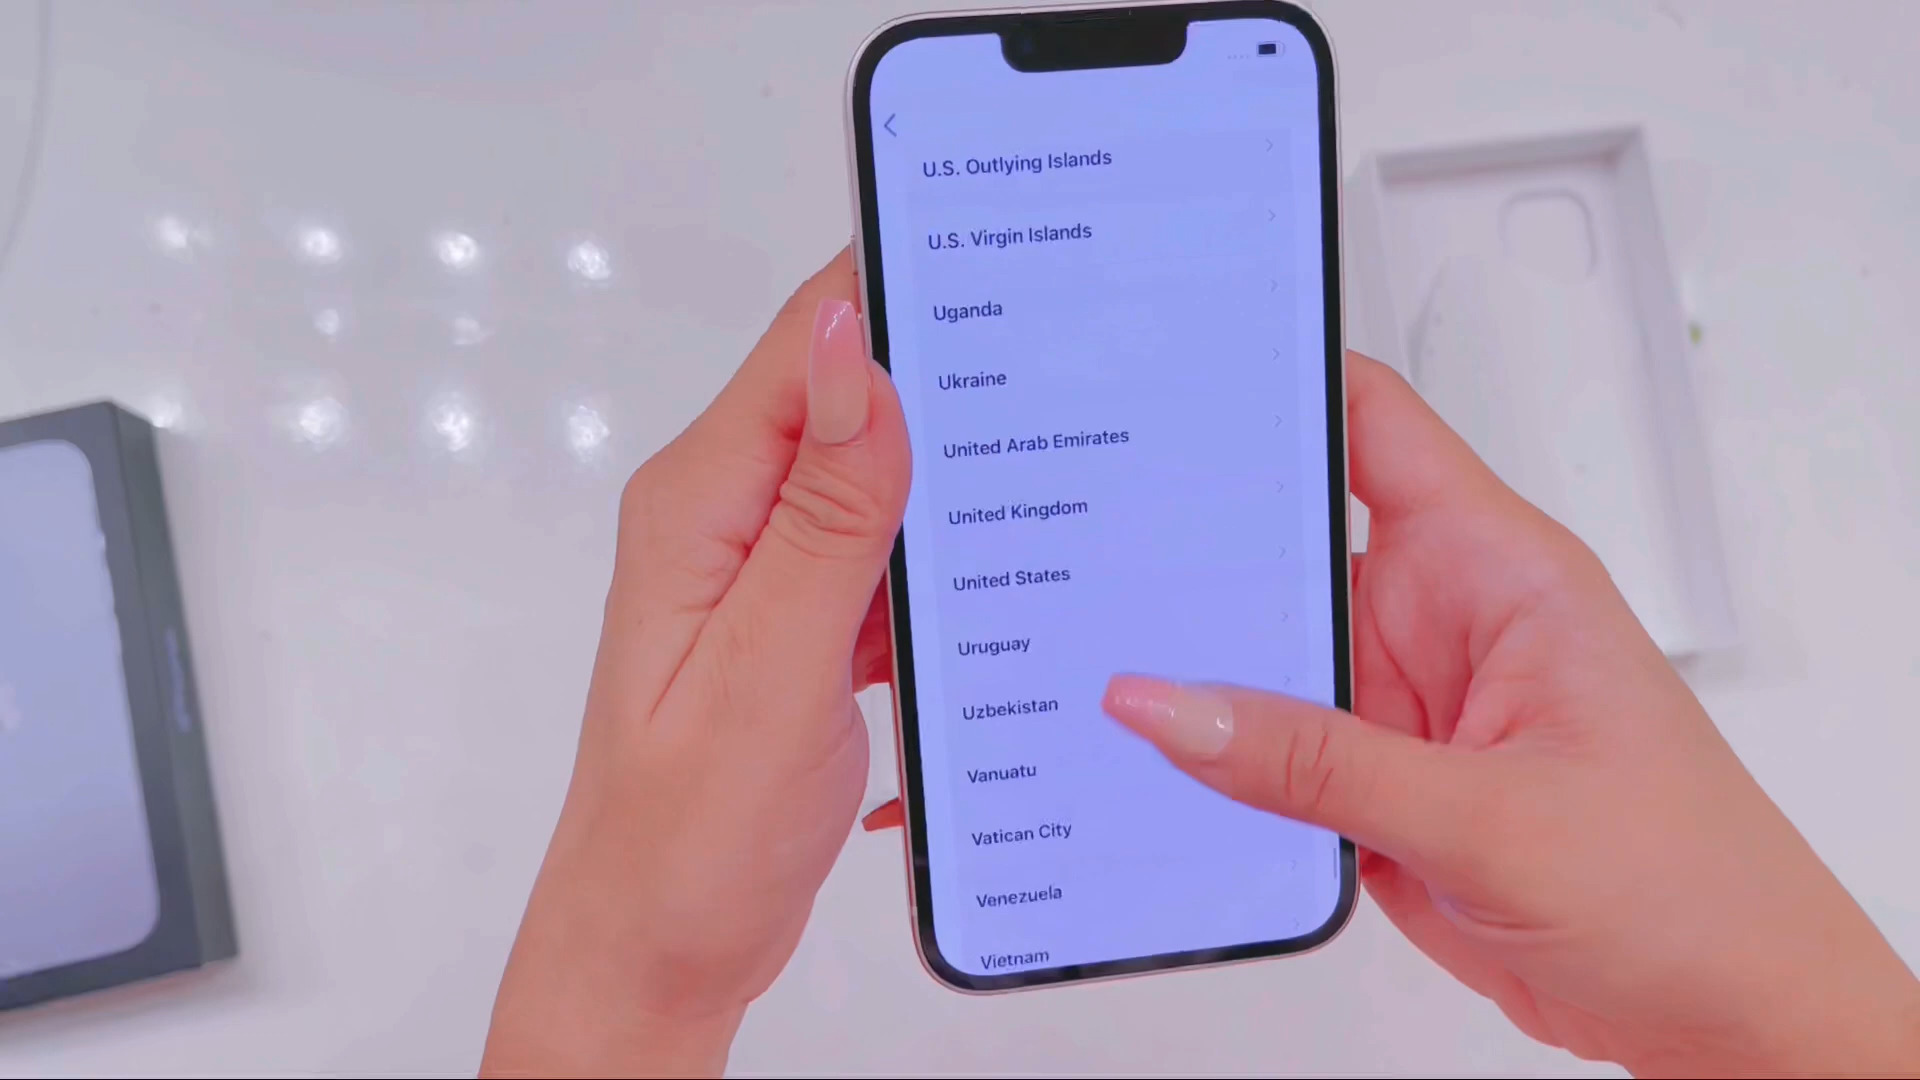 U.S. Outlying Islands
U.S. Virgin Islands
Uganda
Ukraine
United Arab Emirates
United Kingdom
United States
Uruguay
Uzbekistan
Vanuatu
Vatican City
Venezuela
Vietnam